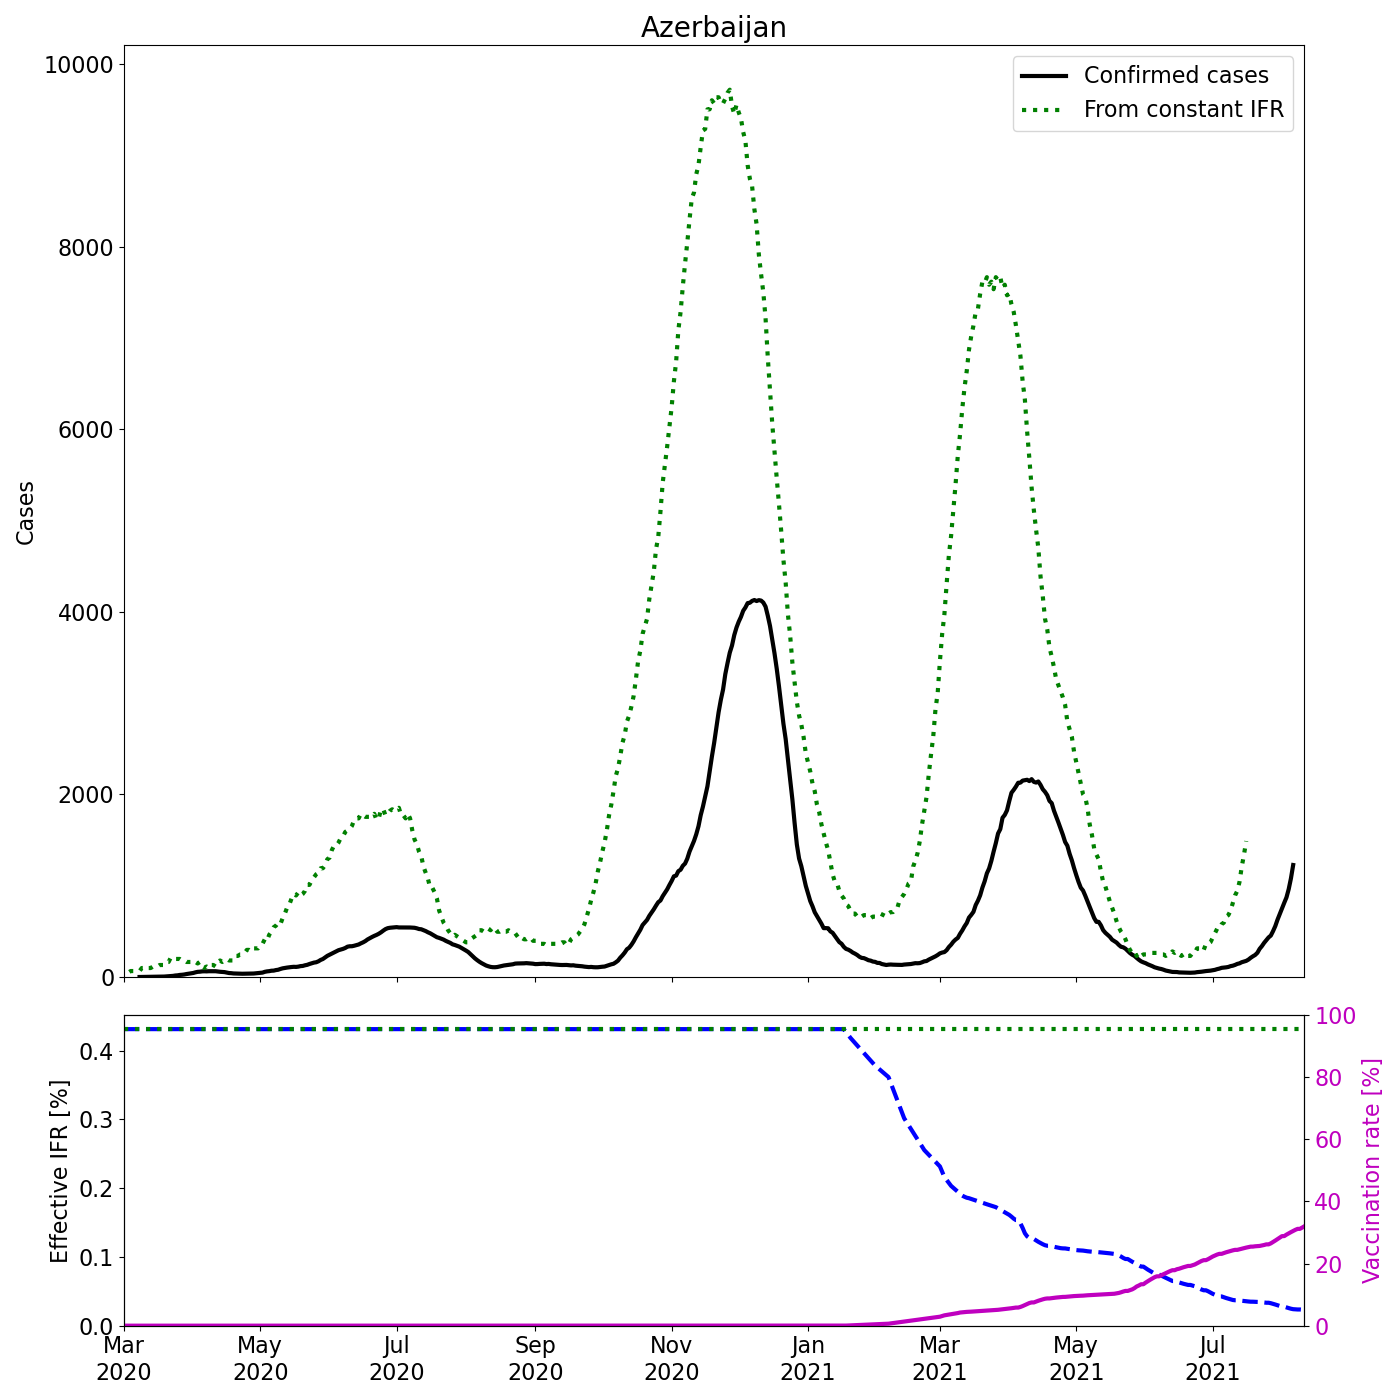 Azerbaijan
10000
8000
6000
4000
2000
0
Cases
Confirmed cases
From constant IFR
0.4
0.3
0.2
0.1
0.0
Effective IFR [%]
100
80
60
40
20
0
Vaccination rate [%]
Mar May Jul Sep Nov Jan Mar May Jul
2020 2020 2020 2020 2020 2021 2021 2021 2021